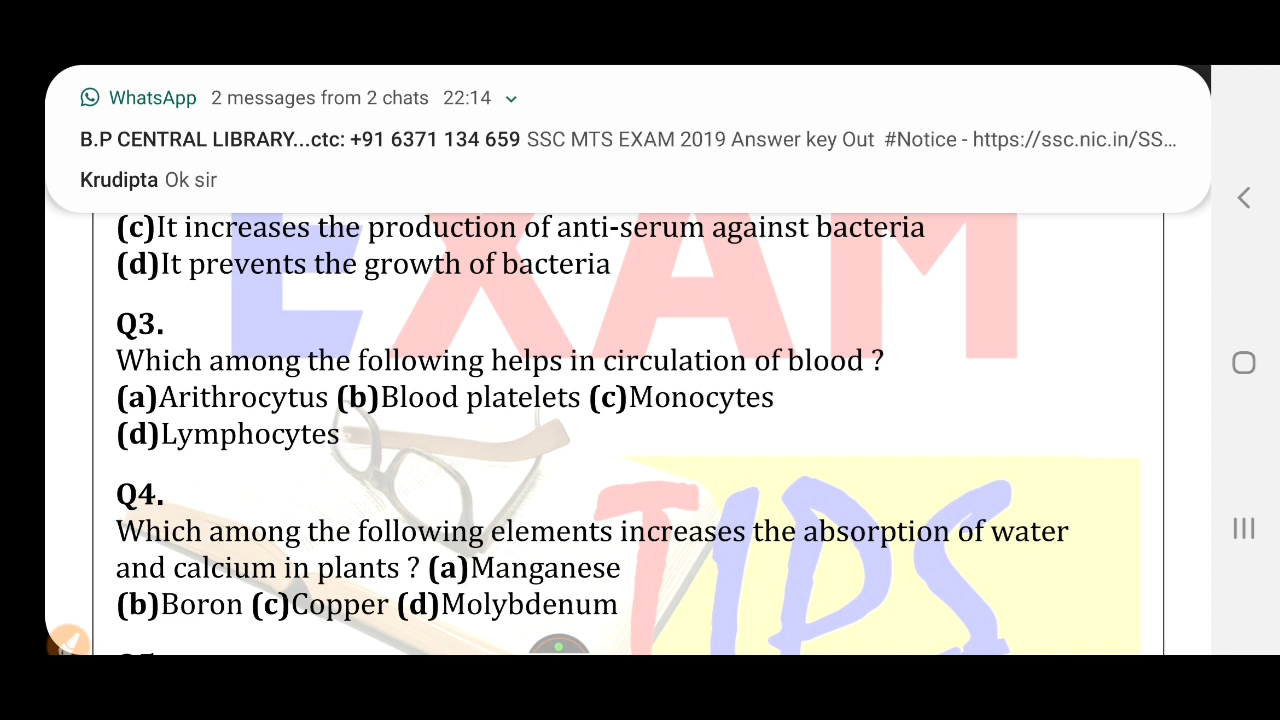 WhatsApp 2 messages from 2 chats 22:14
B.P CENTRAL LIBRARY...ctc: +91 6371 134 659 SSC MTS EXAM 2019 Answer key Out #Notice - https://ssc.nic.in/SS...
Krudipta Ok sir
EXAM
(c)It increases the production of anti-serum against bacteria
(d)It prevents the growth of bacteria
Q3.
Which among the following helps in circulation of blood ?
(a)Arithrocytus (b)Blood platelets (c)Monocytes
(d)Lymphocytes
TIPS
Q4.
Which among the following elements increases the absorption of water
and calcium in plants ? (a)Manganese
(b)Boron (c)Copper (d)Molybdenum